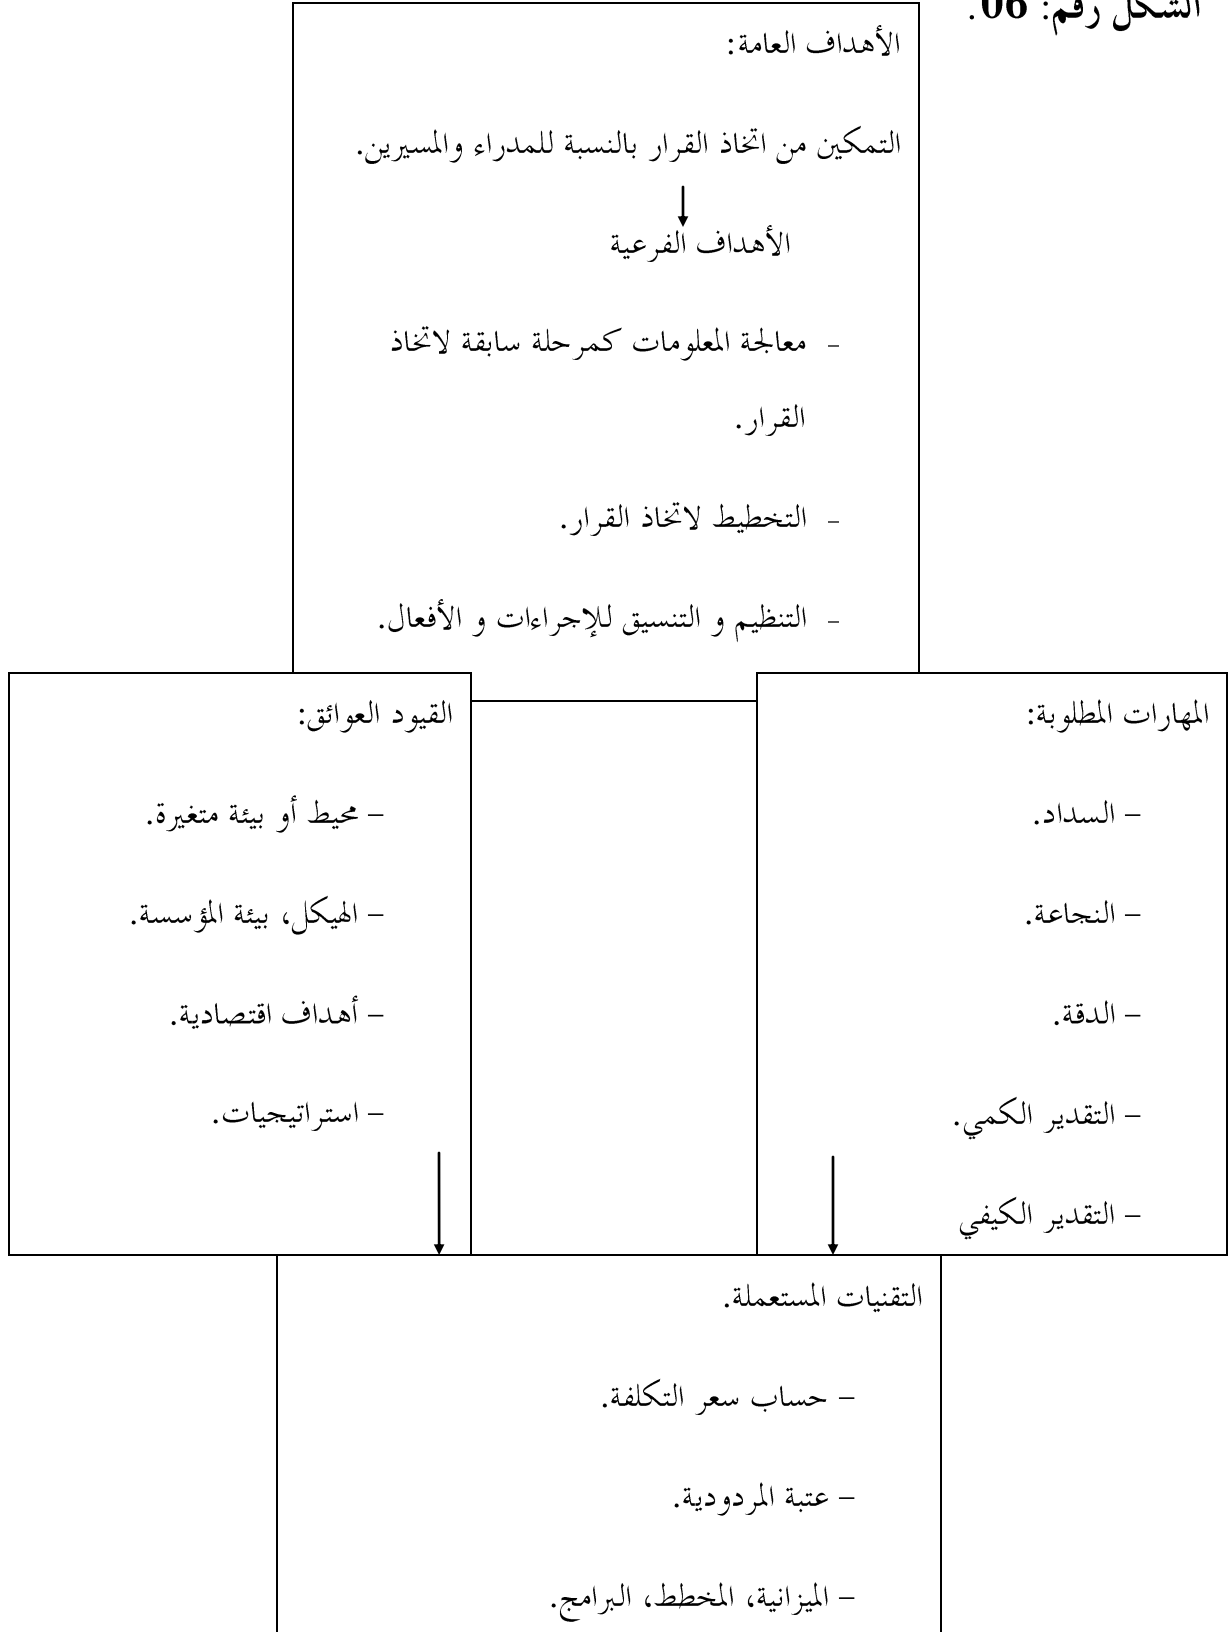 الشكل رقم: 06.
الأهداف العامة:
التمكين من اتخاذ القرار بالنسبة للمدراء والمسيرين.
الأهداف الفرعية
- معالجة المعلومات كمرحلة سابقة لاتخاذ
القرار.
- التخطيط لاتخاذ القرار.
- التنظيم و التنسيق للإجراءات و الأفعال.
المهارات المطلوبة:
– السداد.
– النجاعة.
– الدقة.
– التقدير الكمي.
– التقدير الكيفي
القيود العوائق:
– محيط أو بيئة متغيرة.
– الهيكل، بيئة المؤسسة.
– أهداف اقتصادية.
– استراتيجيات.
التقنيات المستعملة.
– حساب سعر التكلفة.
– عتبة المردودية.
– الميزانية، المخطط، البرامج.